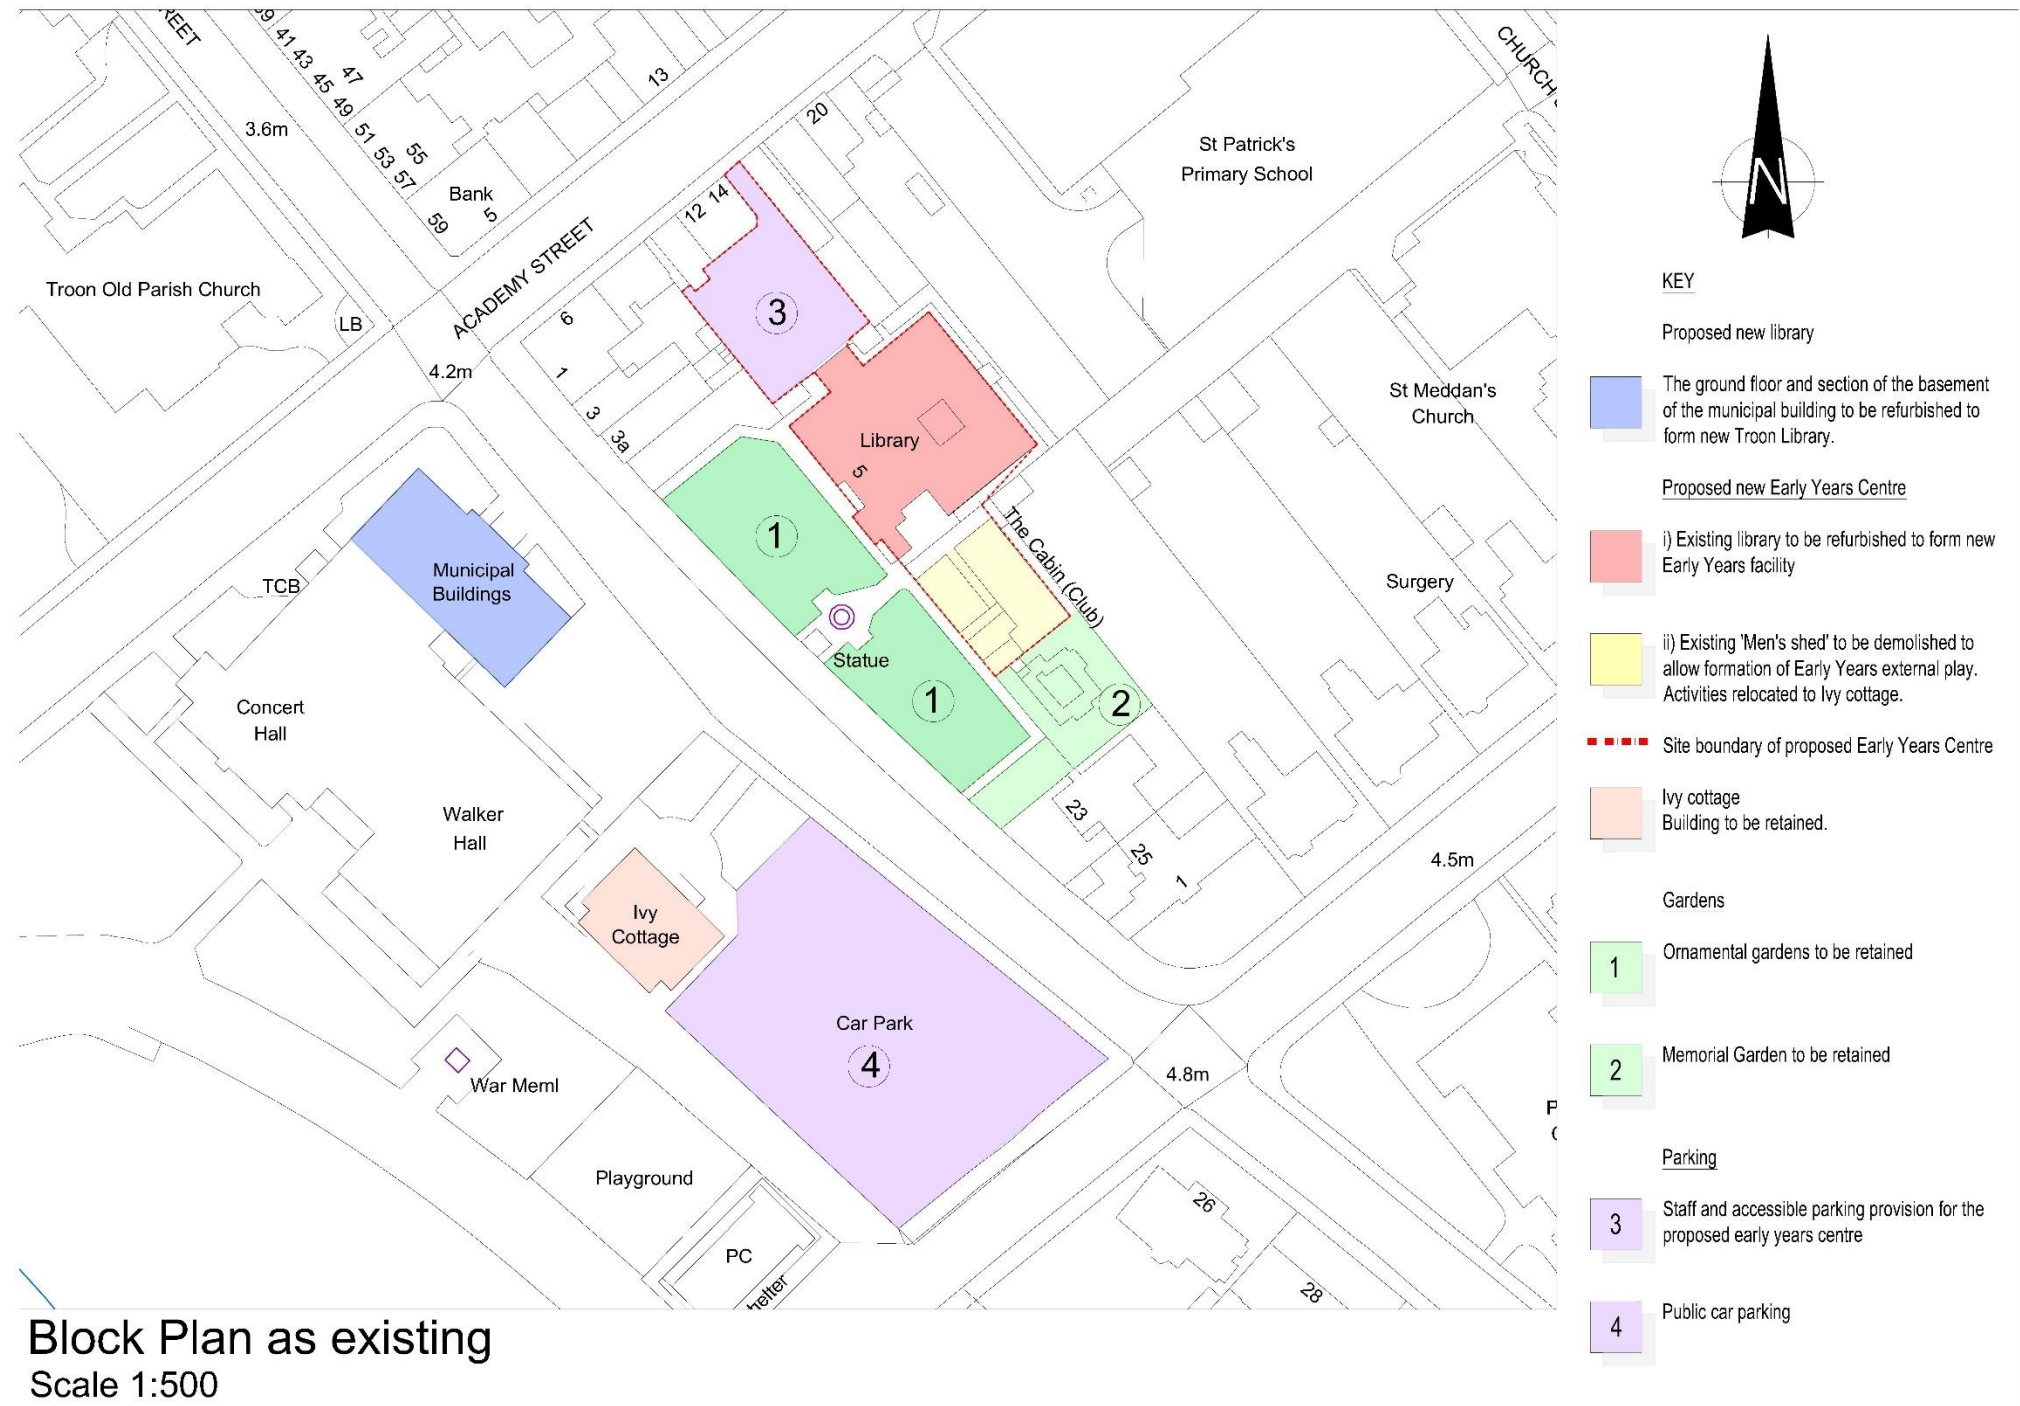 REET
39
41
43
45
47
49
51
53
55
57
59
5
Bank
13
3.6m
20
12
14
CHURCH
St Patrick's
Primary School
Troon Old Parish Church
LB
ACADEMY STREET
4.2m
6
1
3
3a
3
Library
5
St Meddan's
Church
1
Municipal
Buildings
TCB
The Cabin (Club)
Surgery
Statue
1
2
Concert
Hall
Walker
Hall
23
25
1
4.5m
Ivy
Cottage
Car Park
4
4.8m
War Meml
Playground
PC
helter
26
28
P
N
KEY
Proposed new library
The ground floor and section of the basement
of the municipal building to be refurbished to
form new Troon Library.
Proposed new Early Years Centre
i) Existing library to be refurbished to form new
Early Years facility
ii) Existing 'Men's shed' to be demolished to
allow formation of Early Years external play.
Activities relocated to Ivy cottage.
Site boundary of proposed Early Years Centre
Ivy cottage
Building to be retained.
Gardens
1
Ornamental gardens to be retained
2
Memorial Garden to be retained
Parking
3
Staff and accessible parking provision for the
proposed early years centre
4
Public car parking
Block Plan as existing
Scale 1:500